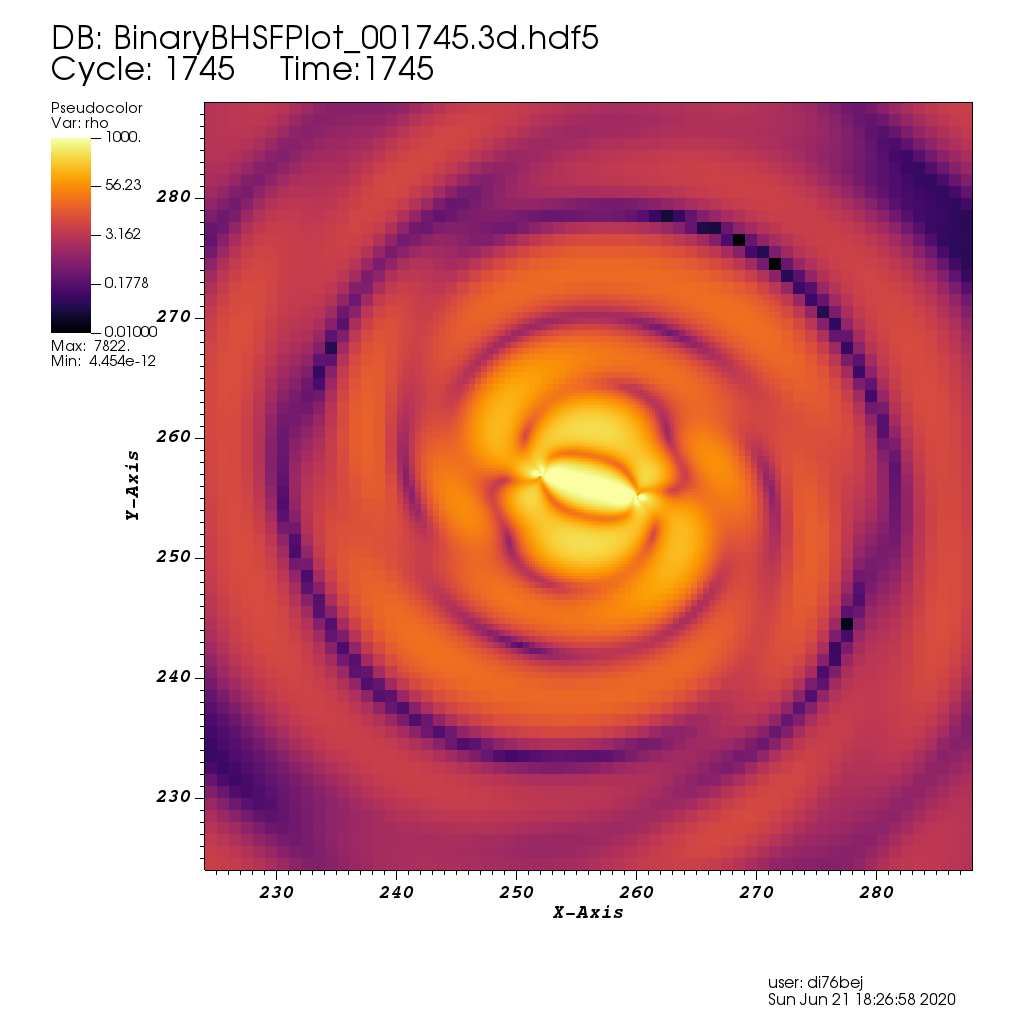 DB: BinaryBHSFPlot_001745.3d.hdf5
Cycle: 1745 Time:1745
Pseudocolor
Var: rho
1000.
56.23
3.162
0.1778
0.01000
Max: 7822.
Min: 4.454e-12
280
270
260
250
240
230
Y-Axis
230 240 250 260 270 280
X-Axis
user: di76bej
Sun Jun 21 18:26:58 2020